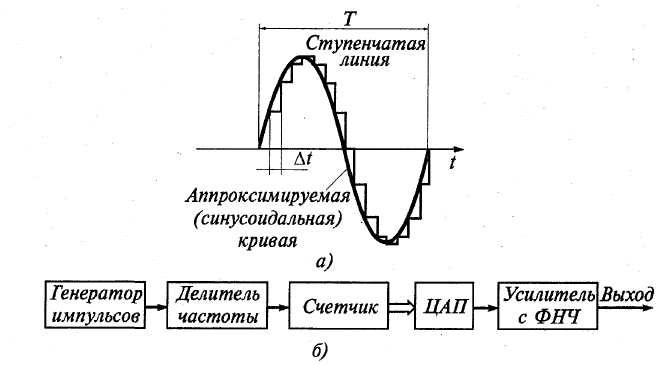 T
Ступенчатая
линия
Δt
t
Аппроксимируемая
(синусоидальная)
кривая
а)
Генератор
импульсов
Делитель
частоты
Счетчик
ЦАП
Усилитель
с ФНЧ
Выход
б)